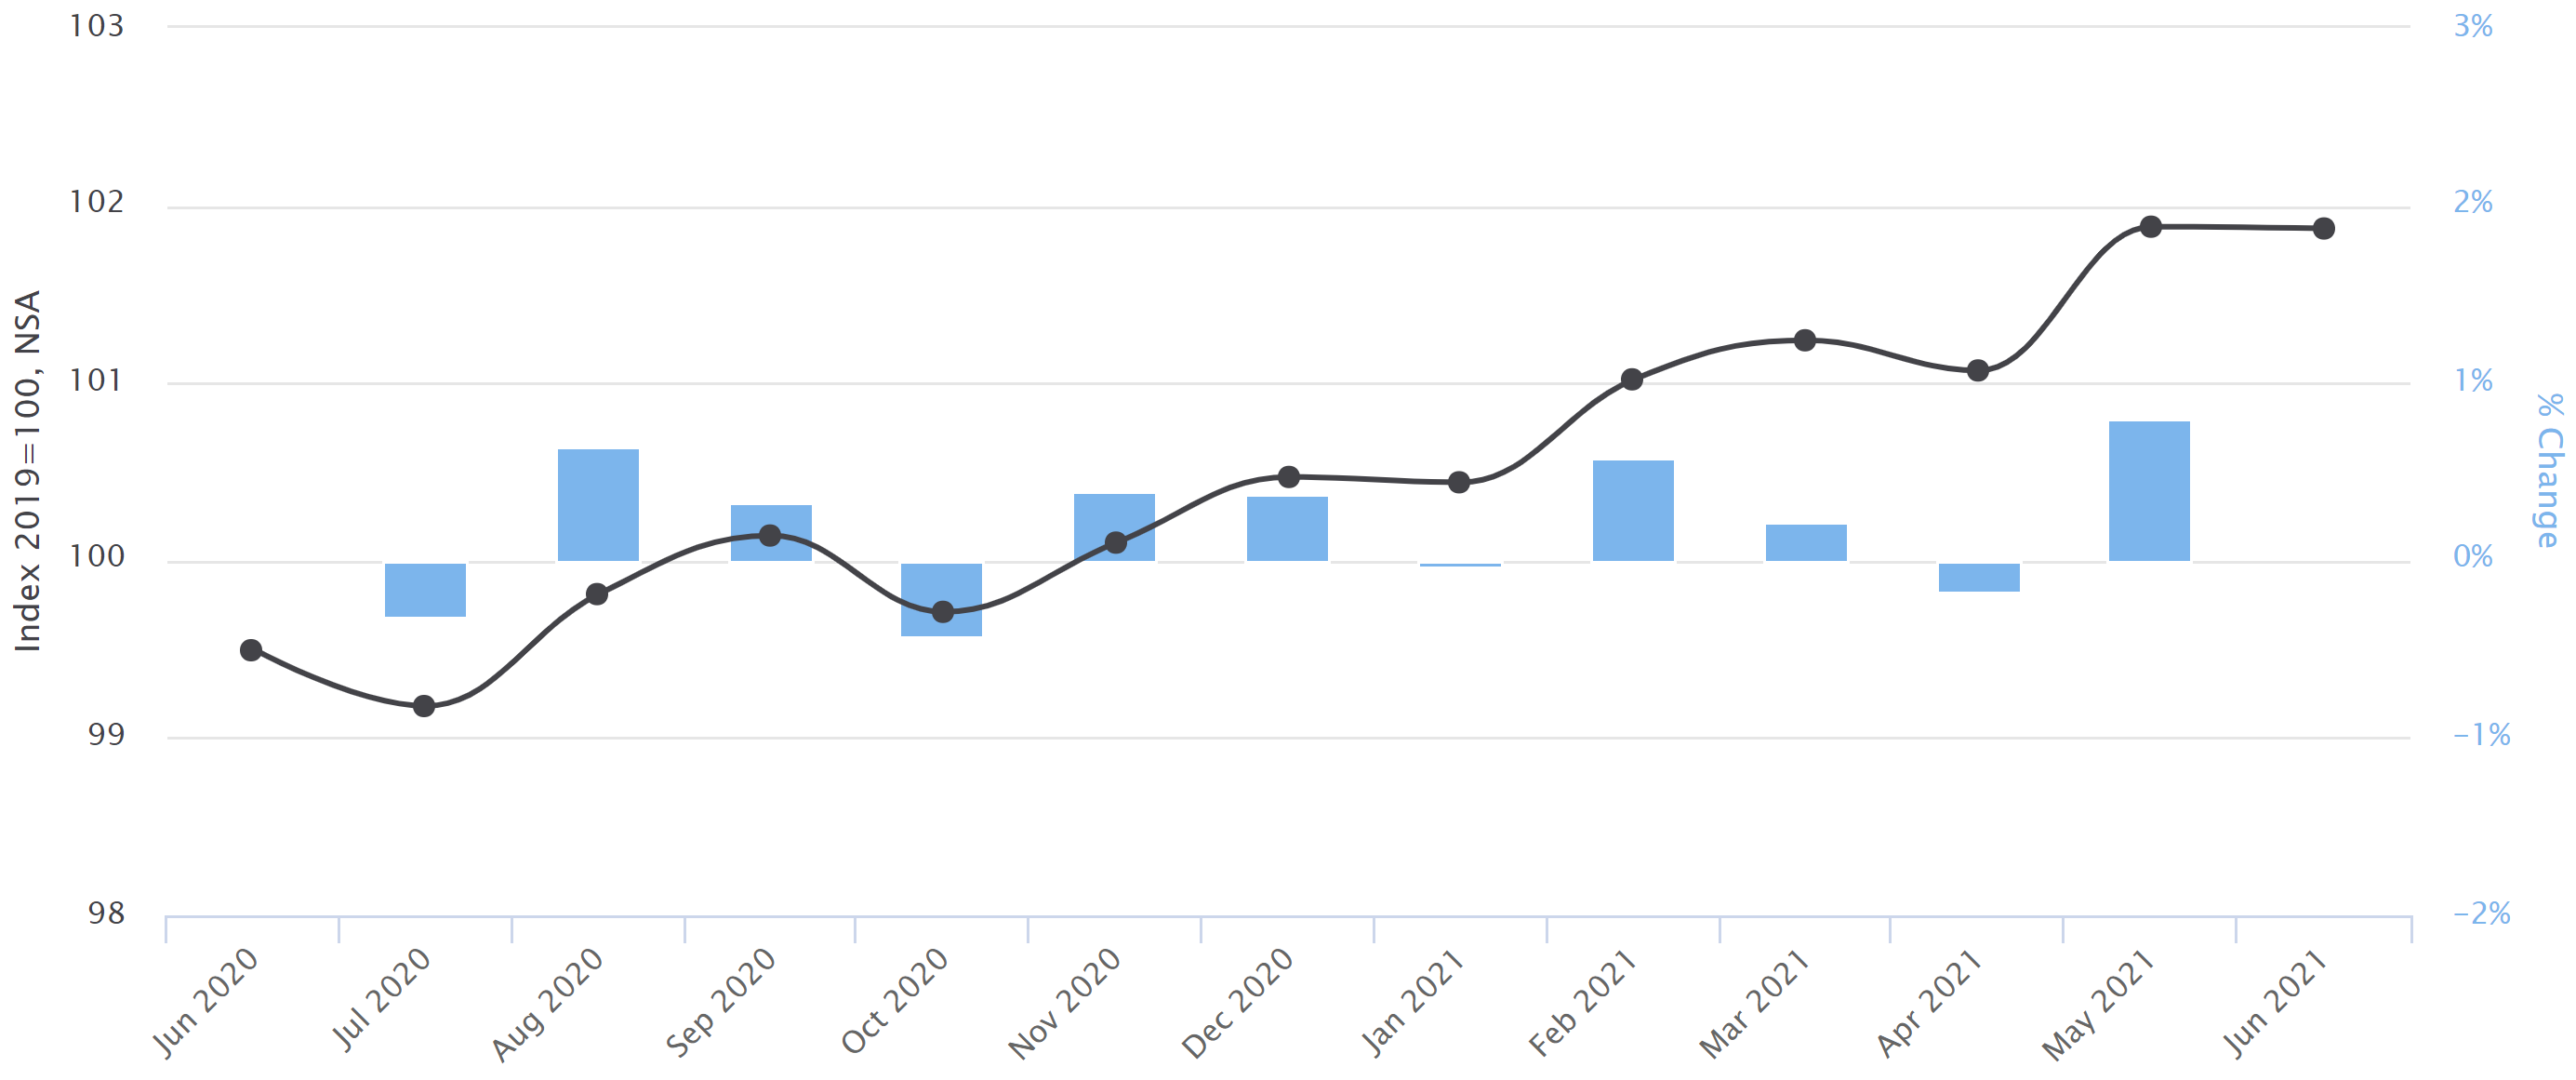 Index 2019=100, NSA
103
102
101
100
99
98
3%
2%
1%
0%
−1%
−2%
% Change
Jun 2020
Jul 2020
Aug 2020
Sep 2020
Oct 2020
Nov 2020
Dec 2020
Jan 2021
Feb 2021
Mar 2021
Apr 2021
May 2021
Jun 2021